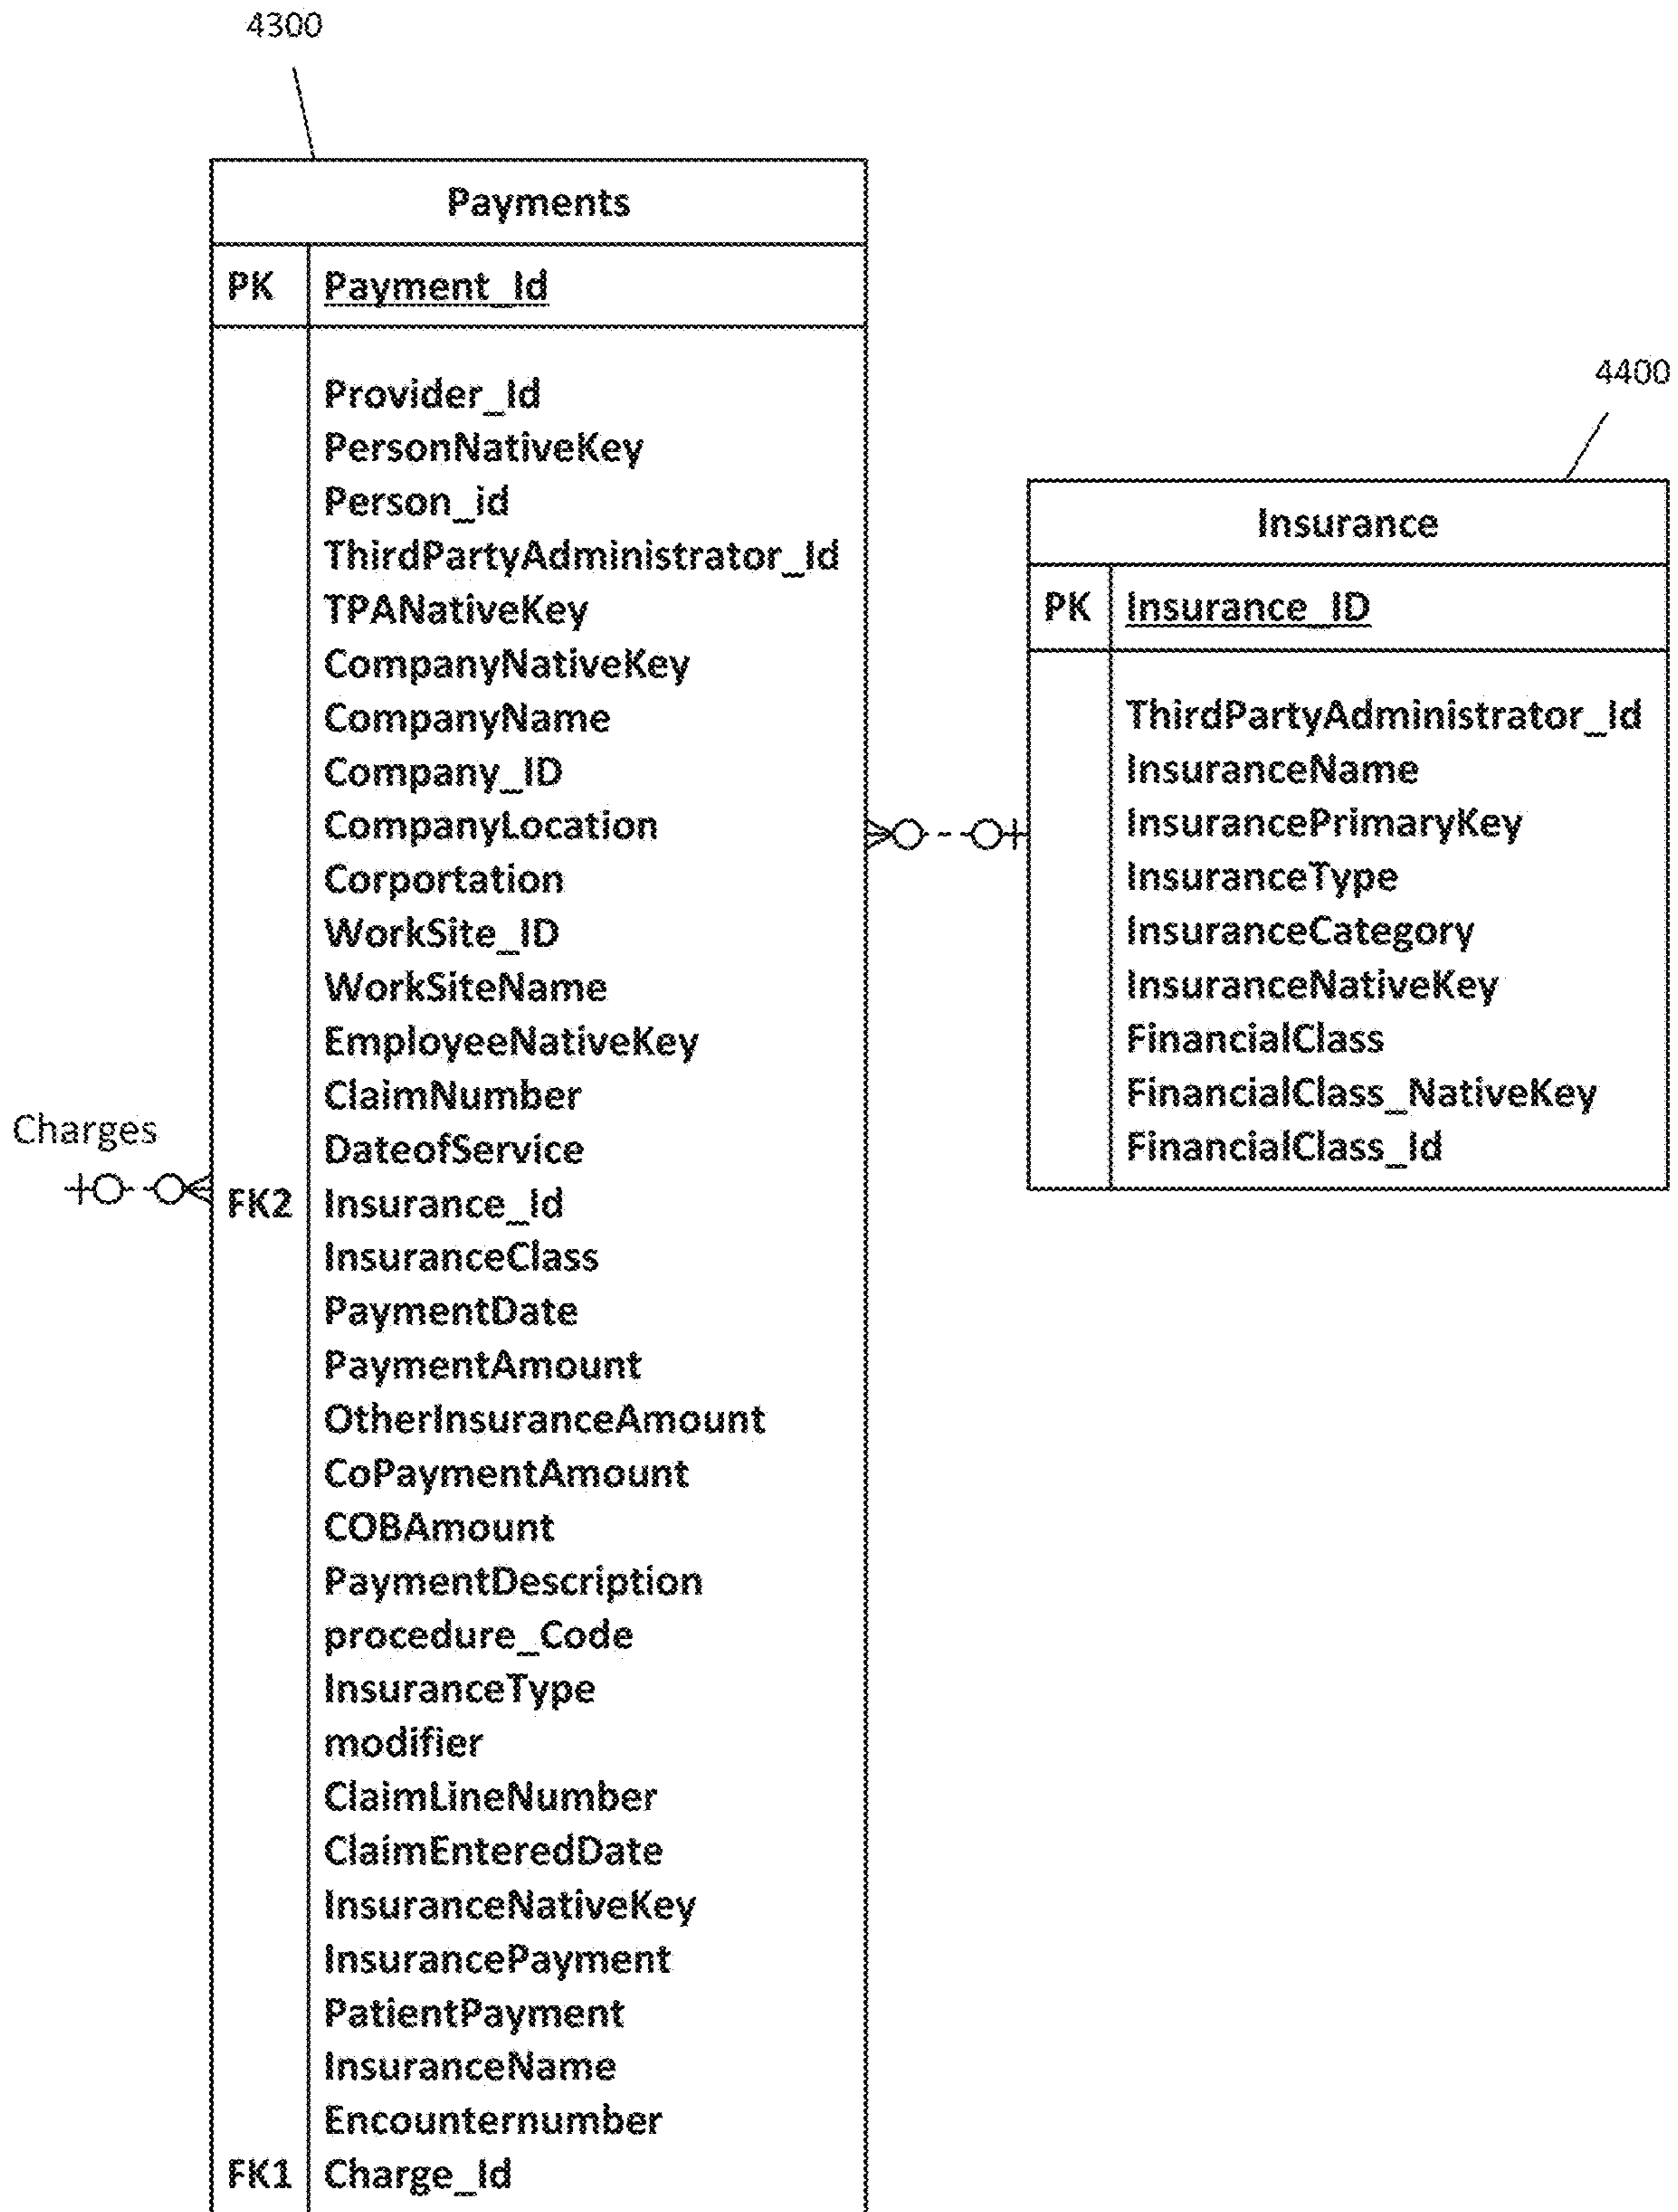 4300
Payments
PK Payment_Id
Provider_Id
PersonNativeKey
Person_id
ThirdPartyAdministrator_Id
TPANativeKey
CompanyNativeKey
CompanyName
Company_ID
CompanyLocation
Corportation
WorkSite_ID
WorkSiteName
EmployeeNativeKey
ClaimNumber
DateofService
FK2 Insurance_Id
InsuranceClass
PaymentDate
PaymentAmount
OtherInsuranceAmount
CoPaymentAmount
COBAmount
PaymentDescription
procedure_Code
InsuranceType
modifier
ClaimLineNumber
ClaimEnteredDate
InsuranceNativeKey
InsurancePayment
PatientPayment
InsuranceName
Encounternumber
FK1 Charge_Id
Charges
4400
Insurance
PK Insurance_ID
ThirdPartyAdministrator_Id
InsuranceName
InsurancePrimaryKey
InsuranceType
InsuranceCategory
InsuranceNativeKey
FinancialClass
FinancialClass_NativeKey
FinancialClass_Id